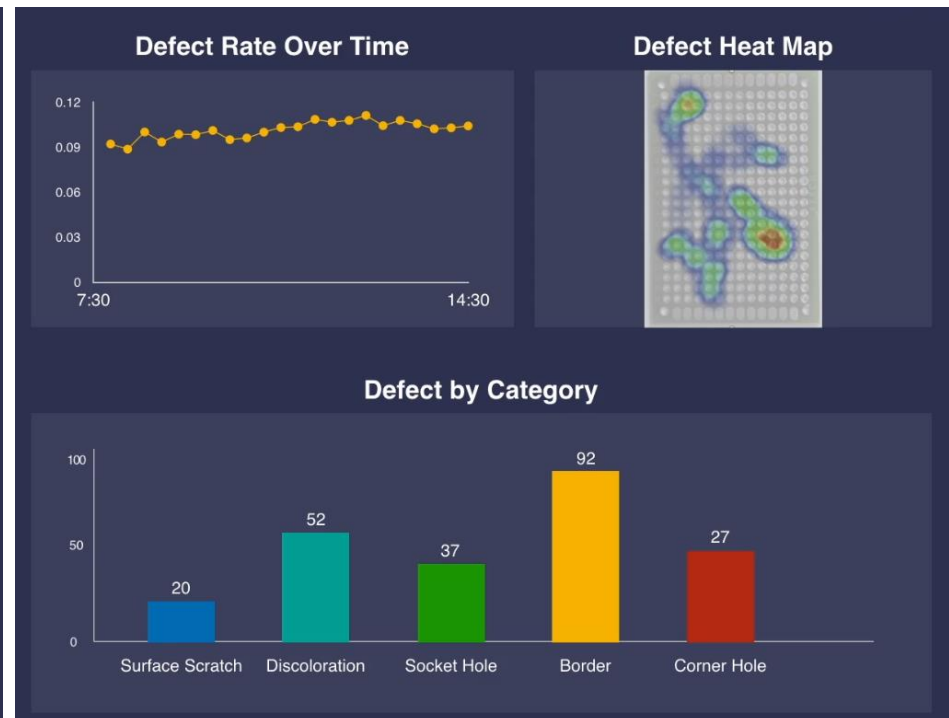 Defect Rate Over Time
Defect Heat Map
0.12
0.09
0.06
0.03
0
7:30
14:30
Defect by Category
100
50
0
20
52
37
92
27
Surface Scratch
Discoloration
Socket Hole
Border
Corner Hole